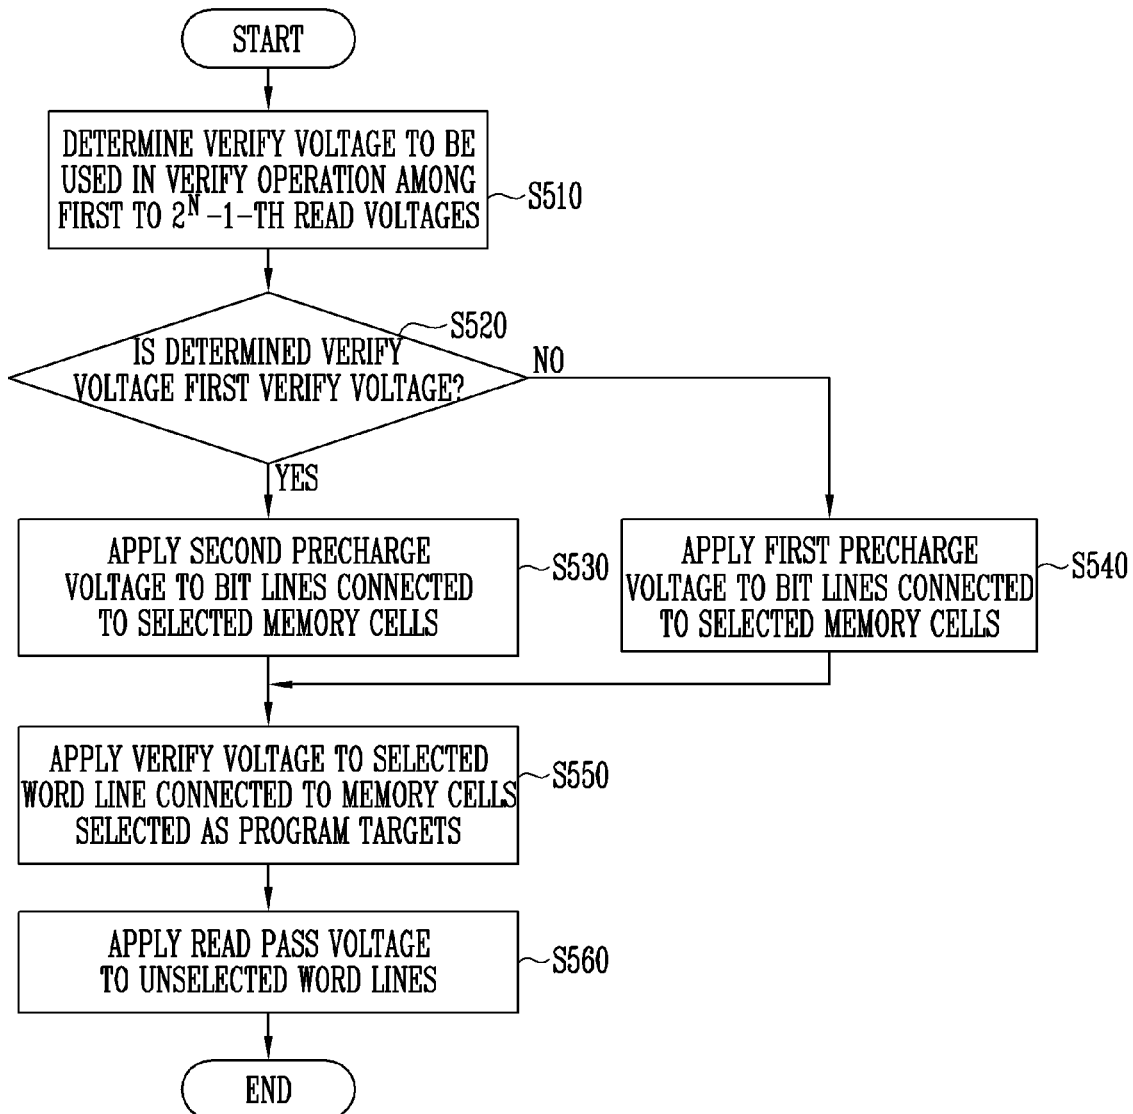 START
DETERMINE VERIFY VOLTAGE TO BE
USED IN VERIFY OPERATION AMONG
FIRST TO 2^N -1-TH READ VOLTAGES
S510
S520
IS DETERMINED VERIFY
VOLTAGE FIRST VERIFY VOLTAGE?
NO
YES
APPLY SECOND PRECHARGE
VOLTAGE TO BIT LINES CONNECTED
TO SELECTED MEMORY CELLS
S530
APPLY FIRST PRECHARGE
VOLTAGE TO BIT LINES CONNECTED
TO SELECTED MEMORY CELLS
S540
APPLY VERIFY VOLTAGE TO SELECTED
WORD LINE CONNECTED TO MEMORY CELLS
SELECTED AS PROGRAM TARGETS
S550
APPLY READ PASS VOLTAGE
TO UNSELECTED WORD LINES
S560
END